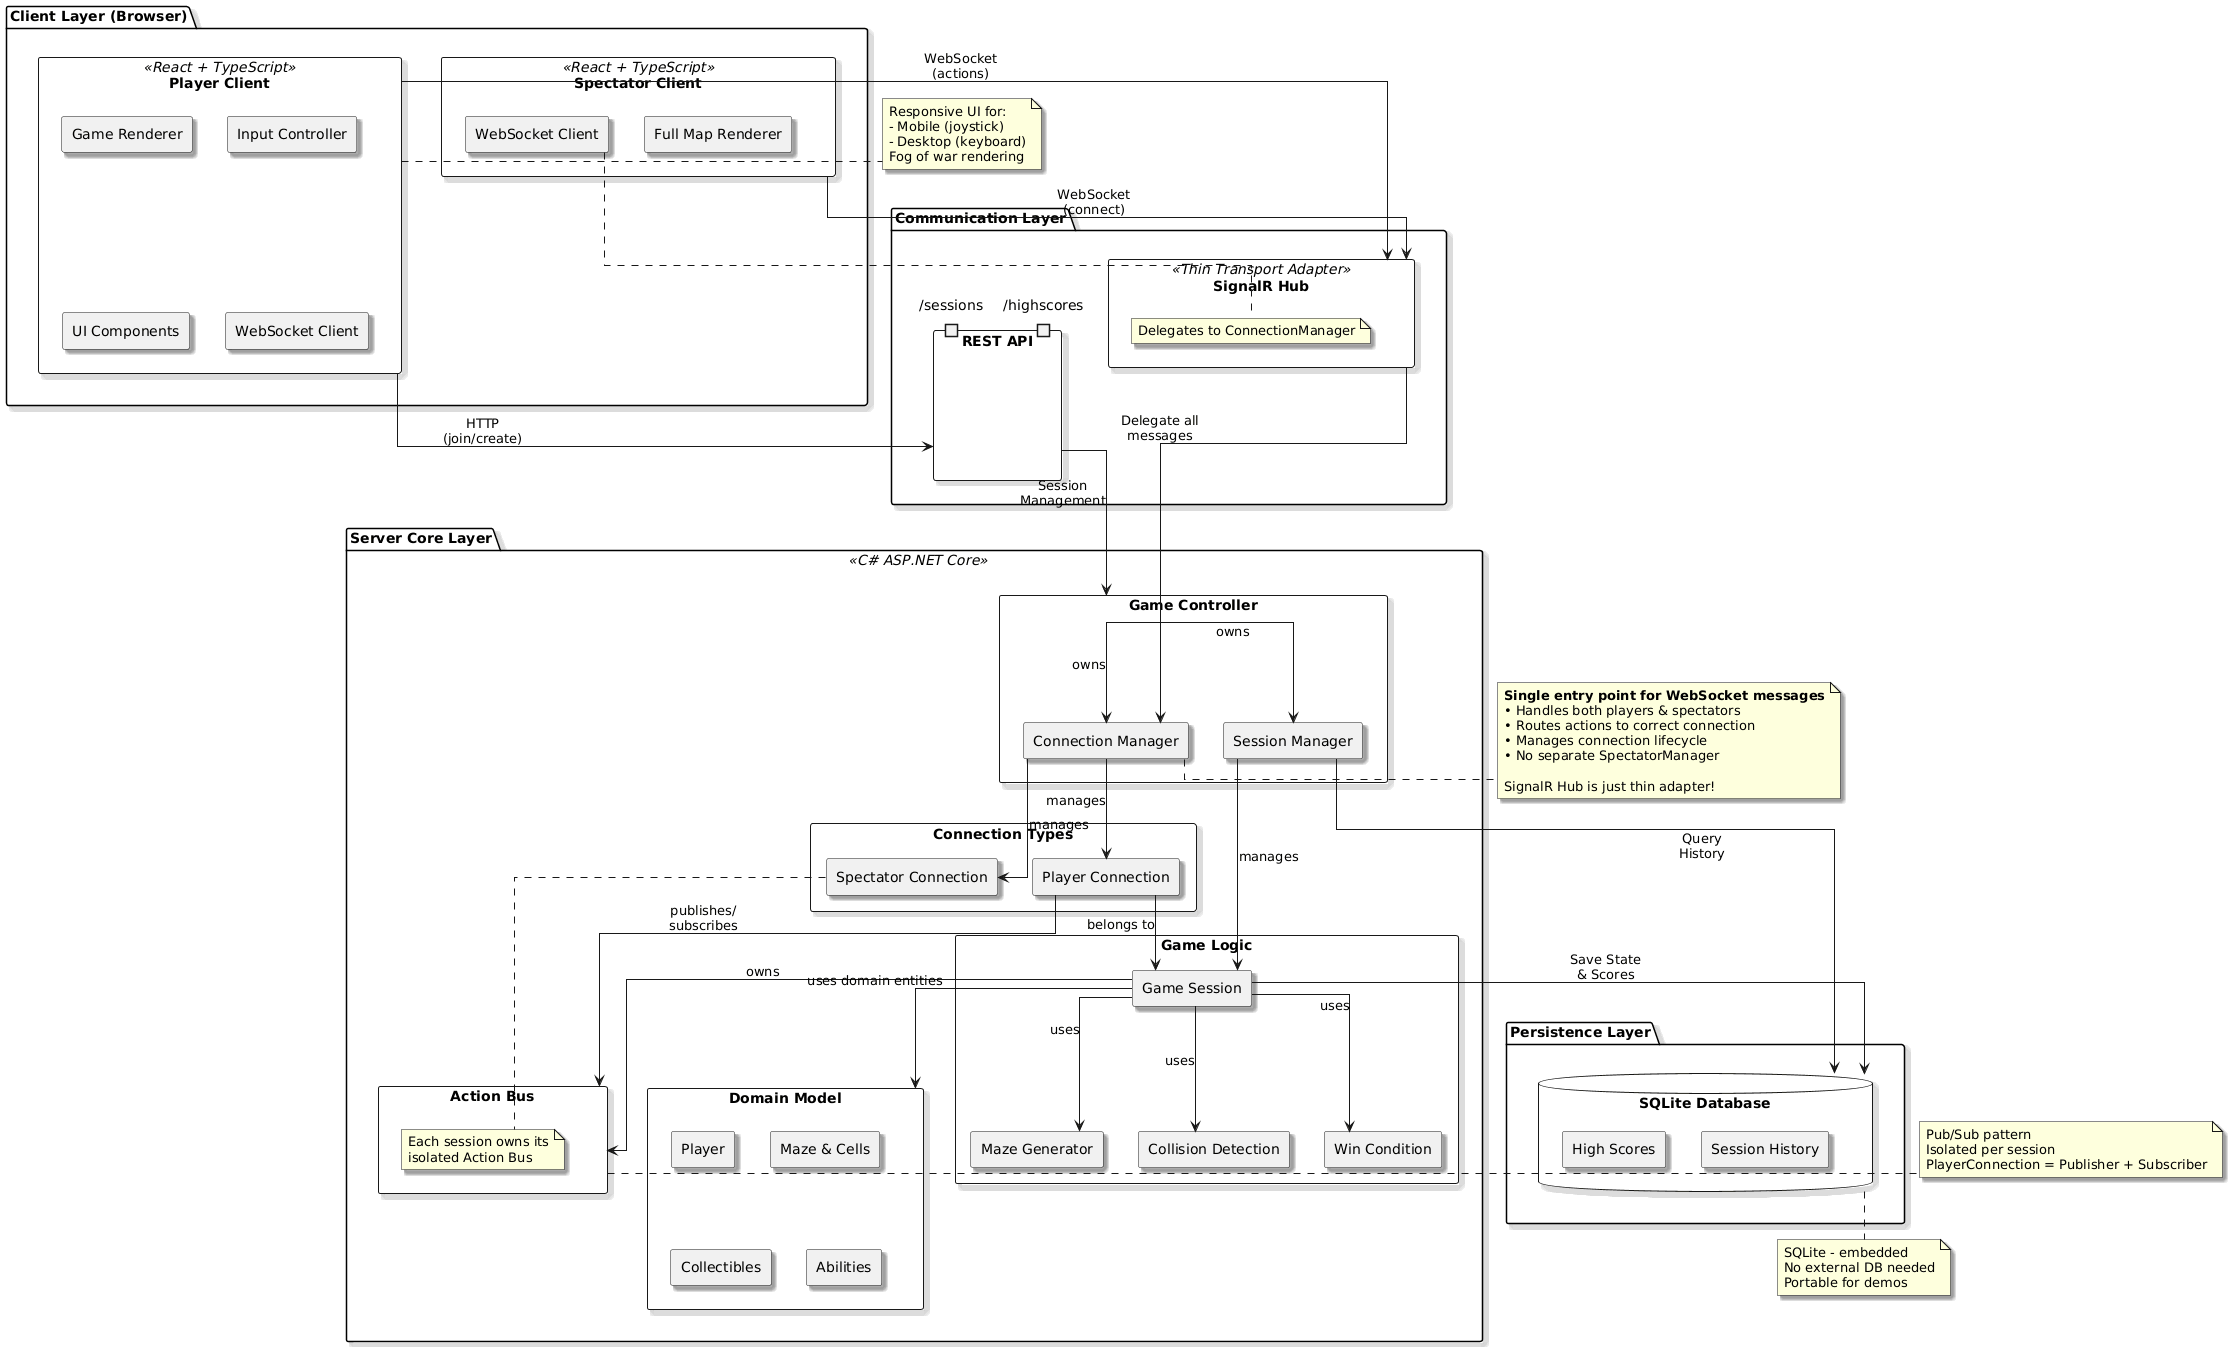 Client Layer (Browser)
«React + TypeScript»
Player Client
Game Renderer
Input Controller
UI Components
WebSocket Client
«React + TypeScript»
Spectator Client
WebSocket Client
Full Map Renderer
WebSocket
(actions)
Responsive UI for:
- Mobile (joystick)
- Desktop (keyboard)
Fog of war rendering
WebSocket
(connect)
Communication Layer
/sessions
/highscores
REST API
«Thin Transport Adapter»
SignalR Hub
Delegates to ConnectionManager
HTTP
(join/create)
Delegate all
messages
Session
Management
Server Core Layer
«C# ASP.NET Core»
Game Controller
owns
owns
Connection Manager
Session Manager
Single entry point for WebSocket messages
• Handles both players & spectators
• Routes actions to correct connection
• Manages connection lifecycle
• No separate SpectatorManager
SignalR Hub is just thin adapter!
manages
manages
manages
Query
History
Connection Types
Spectator Connection
Player Connection
publishes/
subscribes
belongs to
Game Logic
owns
uses domain entities
Game Session
Save State
& Scores
uses
uses
uses
Maze Generator
Collision Detection
Win Condition
Action Bus
Each session owns its
isolated Action Bus
Domain Model
Player
Maze & Cells
Collectibles
Abilities
Persistence Layer
SQLite Database
High Scores
Session History
Pub/Sub pattern
Isolated per session
PlayerConnection = Publisher + Subscriber
SQLite - embedded
No external DB needed
Portable for demos